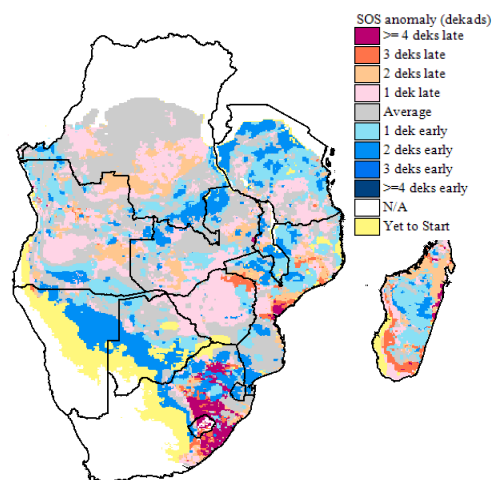 SOS anomaly (dekads)
>= 4 deks late
3 deks late
2 deks late
1 dek late
Average
1 dek early
2 deks early
3 deks early
>=4 deks early
N/A
Yet to Start